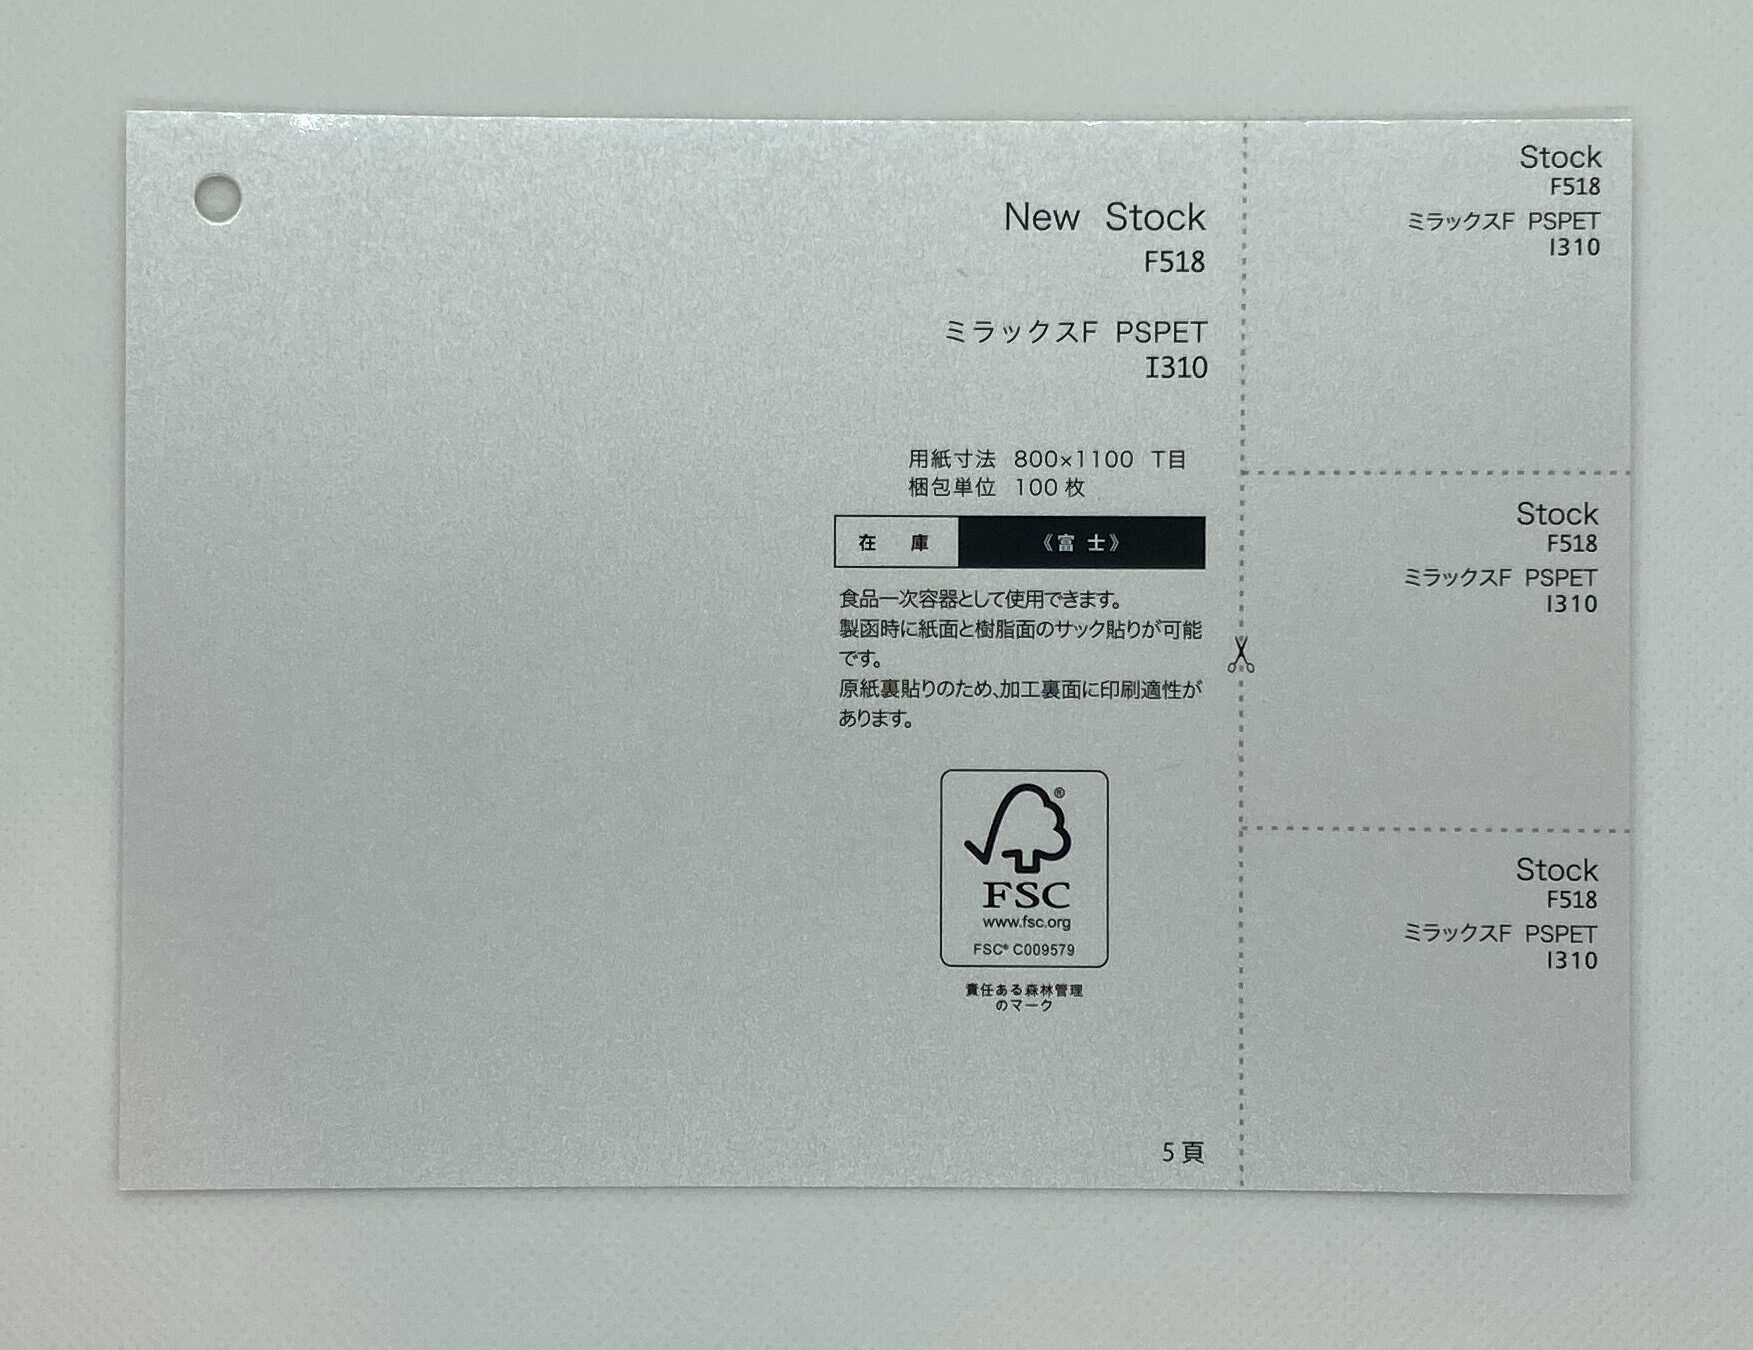 New Stock
F518
ミラックスF PSPET
I310
用紙寸法 800×1100 T目
梱包単位 100枚
在 庫 《富 士》
食品一次容器として使用できます。
製函時に紙面と樹脂面のサック貼りが可能
です。
原紙裏貼りのため、加工裏面に印刷適性が
あります。
®
FSC
www.fsc.org
FSC® C009579
責任ある森林管理
のマーク
5頁
Stock
F518
ミラックスF PSPET
I310
Stock
F518
ミラックスF PSPET
I310
Stock
F518
ミラックスF PSPET
I310